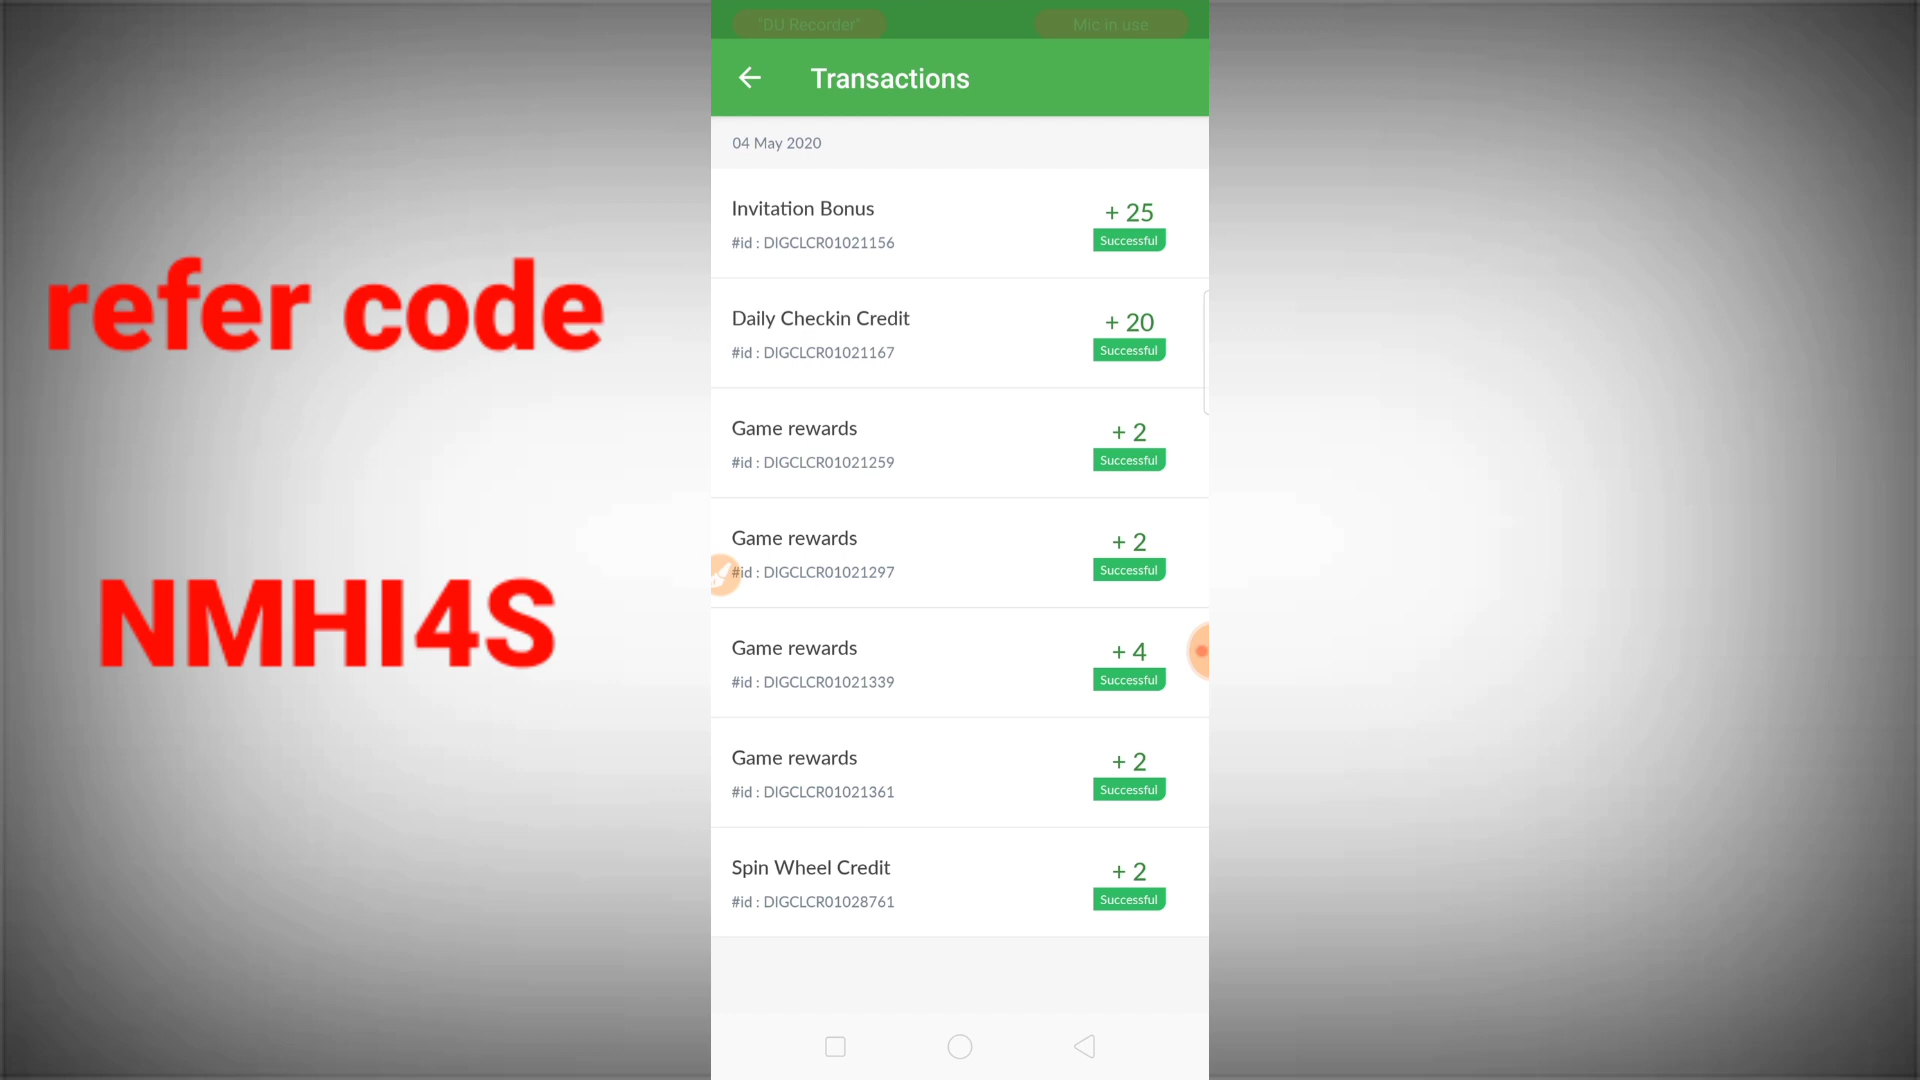 "DU Recorder"
Mic in use
Transactions
04 May 2020
Invitation Bonus
+ 25
#id : DIGCLCR01021156
Successful
Daily Checkin Credit
+ 20
#id : DIGCLCR01021167
Successful
Game rewards
+ 2
#id : DIGCLCR01021259
Successful
Game rewards
+ 2
#id : DIGCLCR01021297
Successful
Game rewards
+ 4
#id : DIGCLCR01021339
Successful
Game rewards
+ 2
#id : DIGCLCR01021361
Successful
Spin Wheel Credit
+ 2
#id : DIGCLCR01028761
Successful
refer code
NMHI4S